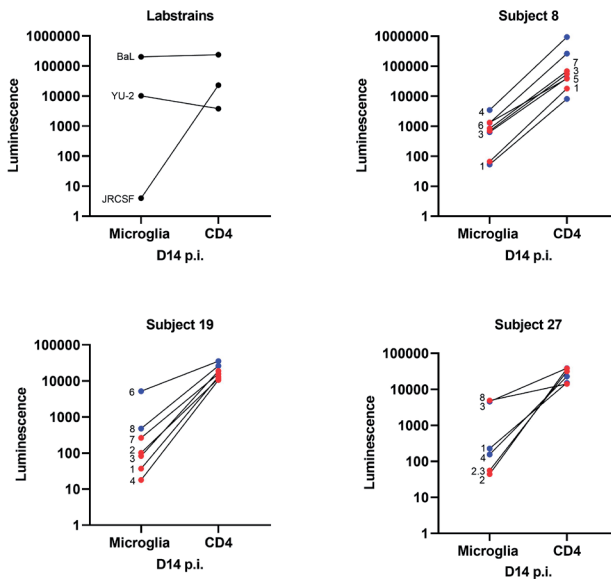 Labstrains
Luminescence
1000000
100000
10000
1000
100
10
1
BaL
YU-2
JRCSF
Microglia CD4
D14 p.i.
Subject 8
Luminescence
1000000
100000
10000
1000
100
10
1
4
6
3
1
7
3
5
1
Microglia CD4
D14 p.i.
Subject 19
Luminescence
100000
10000
1000
100
10
1
6
8
7
2
3
1
4
Microglia CD4
D14 p.i.
Subject 27
Luminescence
100000
10000
1000
100
10
1
8
3
1
4
2.3
2
Microglia CD4
D14 p.i.